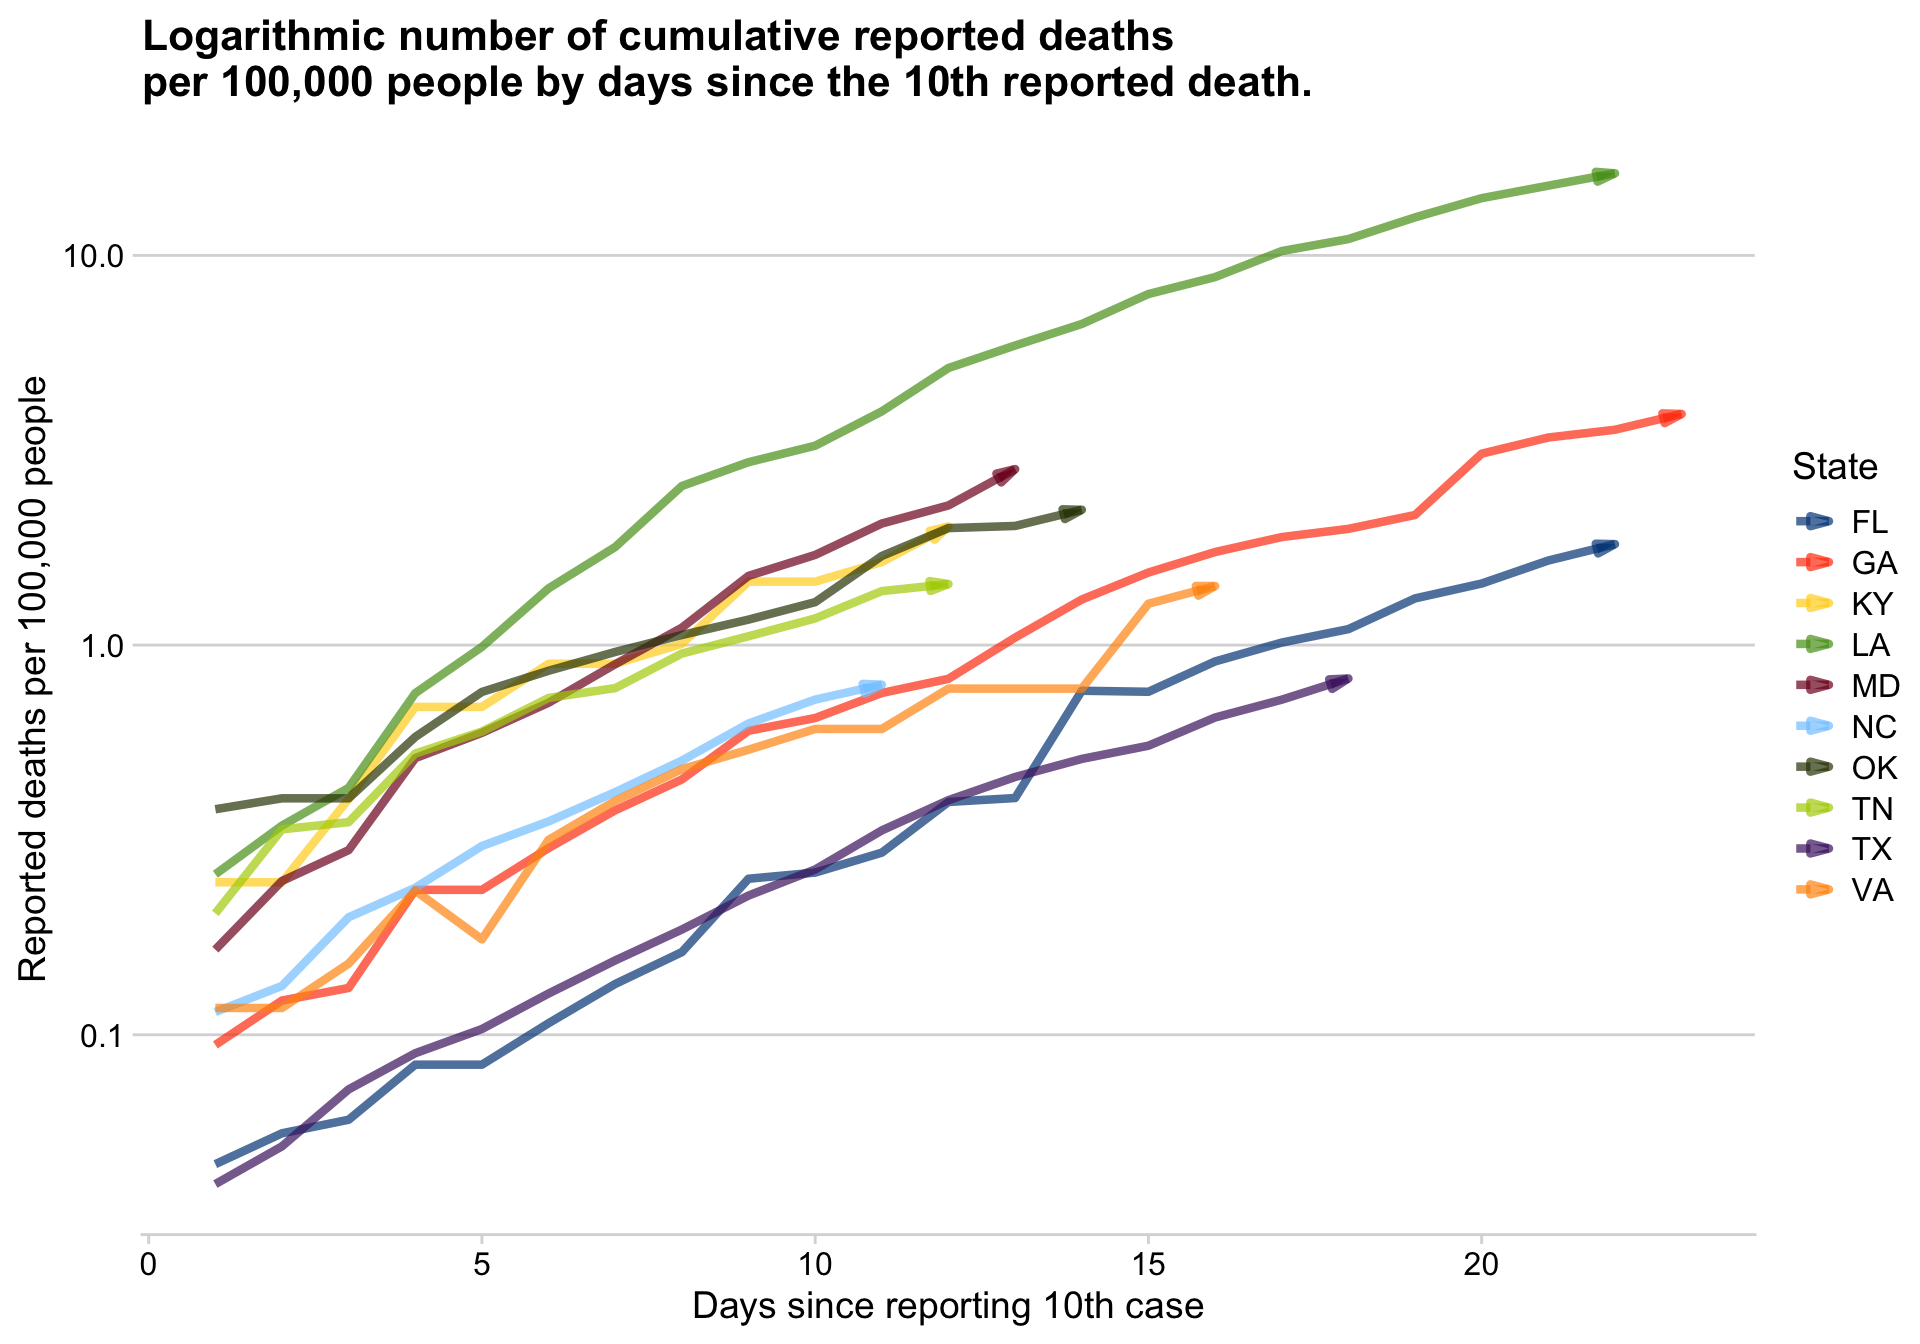 Logarithmic number of cumulative reported deaths
per 100,000 people by days since the 10th reported death.
Reported deaths per 100,000 people
10.0
1.0
0.1
0
5
10
15
20
Days since reporting 10th case
State
FL
GA
KY
LA
MD
NC
OK
TN
TX
VA